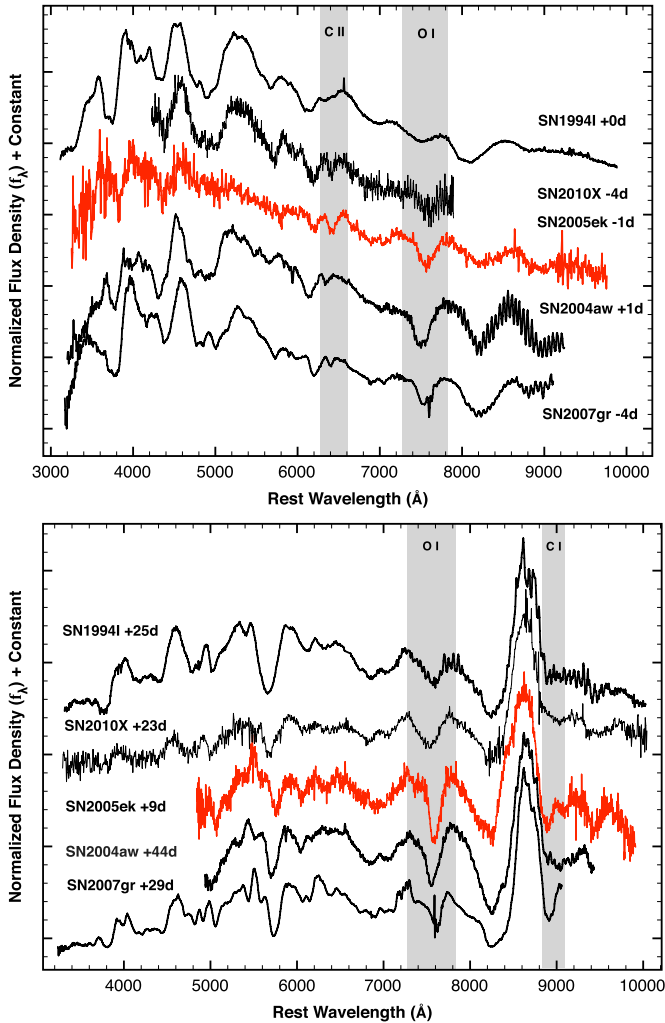 C II
O I
SN1994I +0d
SN2010X -4d
SN2005ek -1d
SN2004aw +1d
SN2007gr -4d
Normalized Flux Density (fλ) + Constant
3000 4000 5000 6000 7000 8000 9000 10000
Rest Wavelength (Å)
O I
C I
SN1994I +25d
SN2010X +23d
SN2005ek +9d
SN2004aw +44d
SN2007gr +29d
Normalized Flux Density (fλ) + Constant
4000 5000 6000 7000 8000 9000 10000
Rest Wavelength (Å)